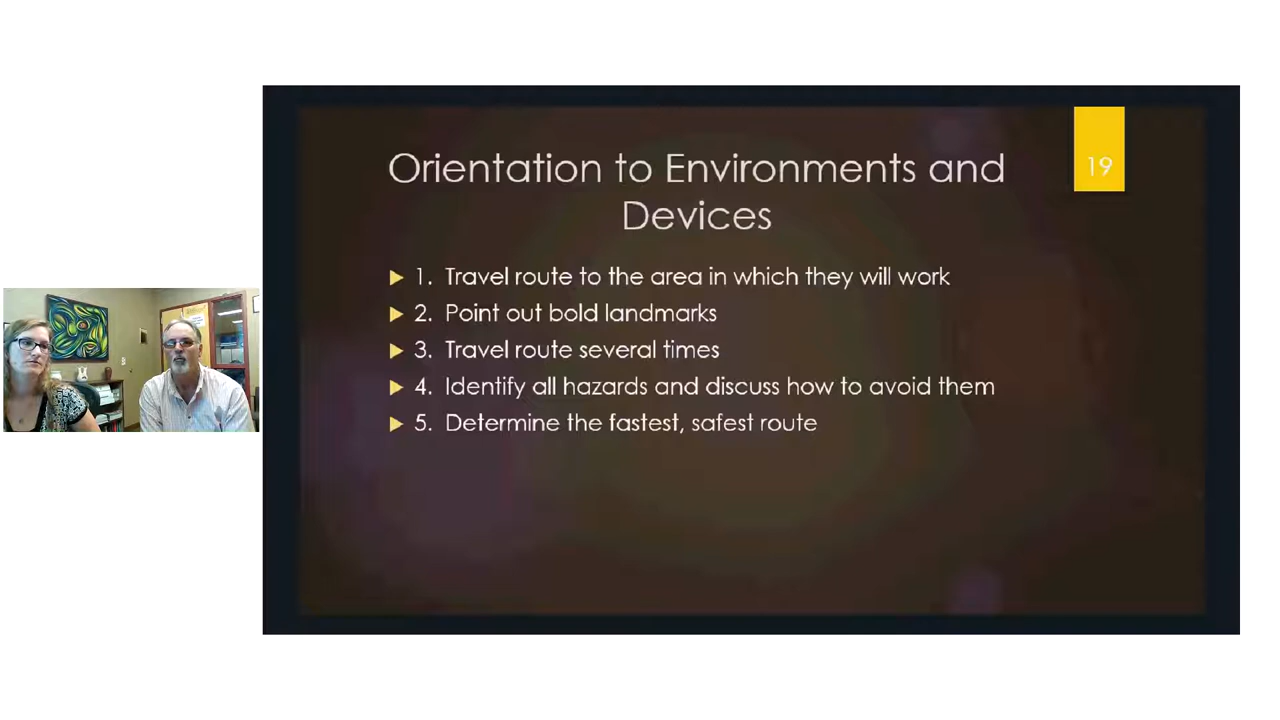 Orientation to Environments and
Devices
19
1. Travel route to the area in which they will work
2. Point out bold landmarks
3. Travel route several times
4. Identify all hazards and discuss how to avoid them
5. Determine the fastest, safest route